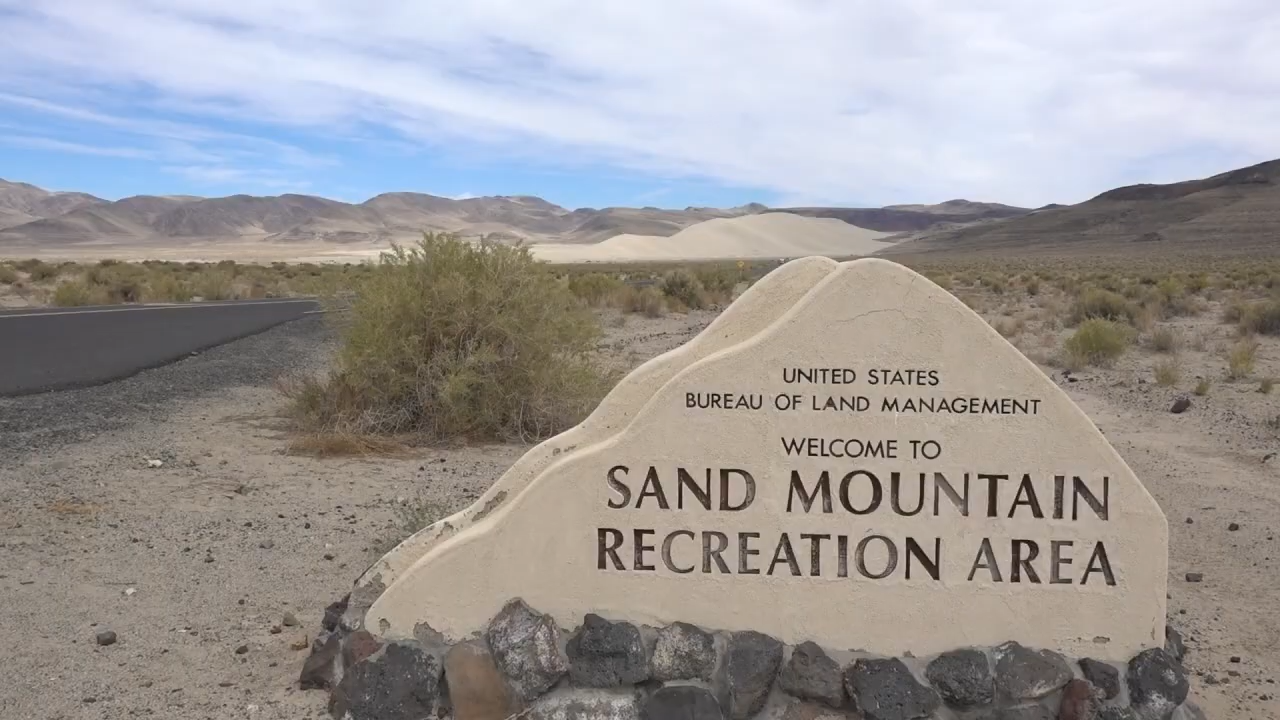 UNITED STATES
BUREAU OF LAND MANAGEMENT
WELCOME TO
SAND MOUNTAIN
RECREATION AREA